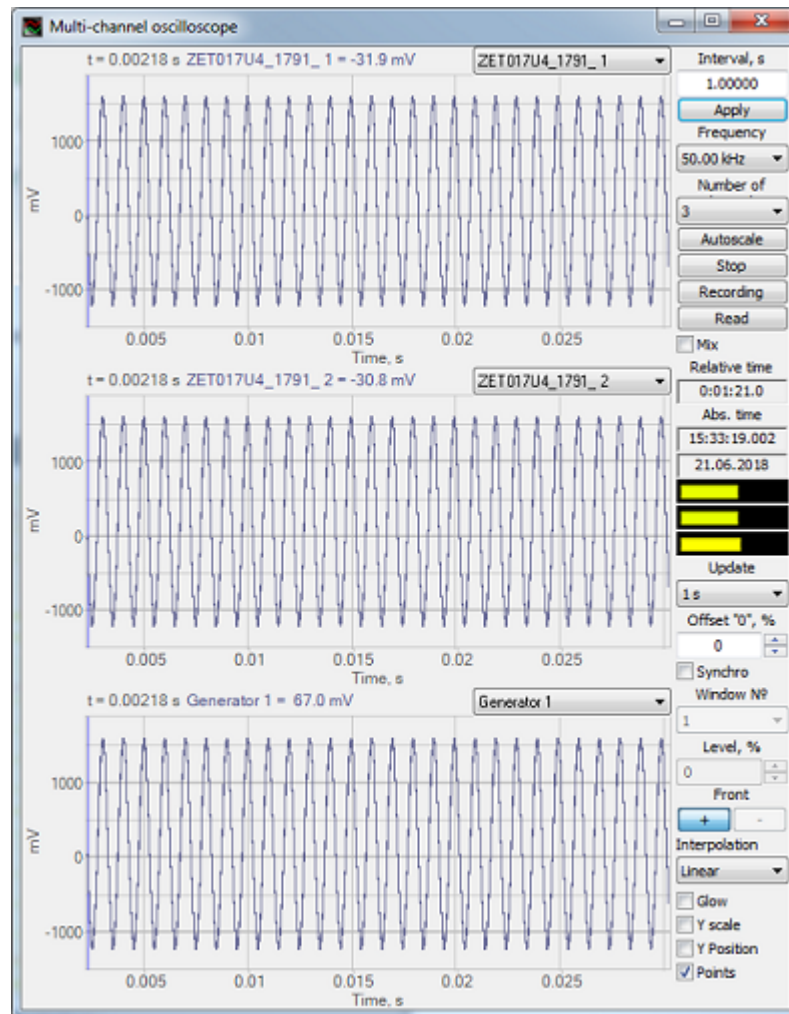 Multi-channel oscilloscope
t = 0.00218 s ZET017U4_1791_ 1 = -31.9 mV
ZET017U4_1791_ 1
1000
0
-1000
mV
0.005 0.01 0.015 0.02 0.025
Time, s
t = 0.00218 s ZET017U4_1791_ 2 = -30.8 mV
ZET017U4_1791_ 2
1000
0
-1000
mV
0.005 0.01 0.015 0.02 0.025
Time, s
t = 0.00218 s Generator 1 = 67.0 mV
Generator 1
1000
0
-1000
mV
0.005 0.01 0.015 0.02 0.025
Time, s
Interval, s
1.00000
Apply
Frequency
50.00 kHz
Number of
3
Autoscale
Stop
Recording
Read
Mix
Relative time
0:01:21.0
Abs. time
15:33:19.002
21.06.2018
Update
1 s
Offset "0", %
0
Synchro
Window №
1
Level, %
0
Front
+ -
Interpolation
Linear
Glow
Y scale
Y Position
Points